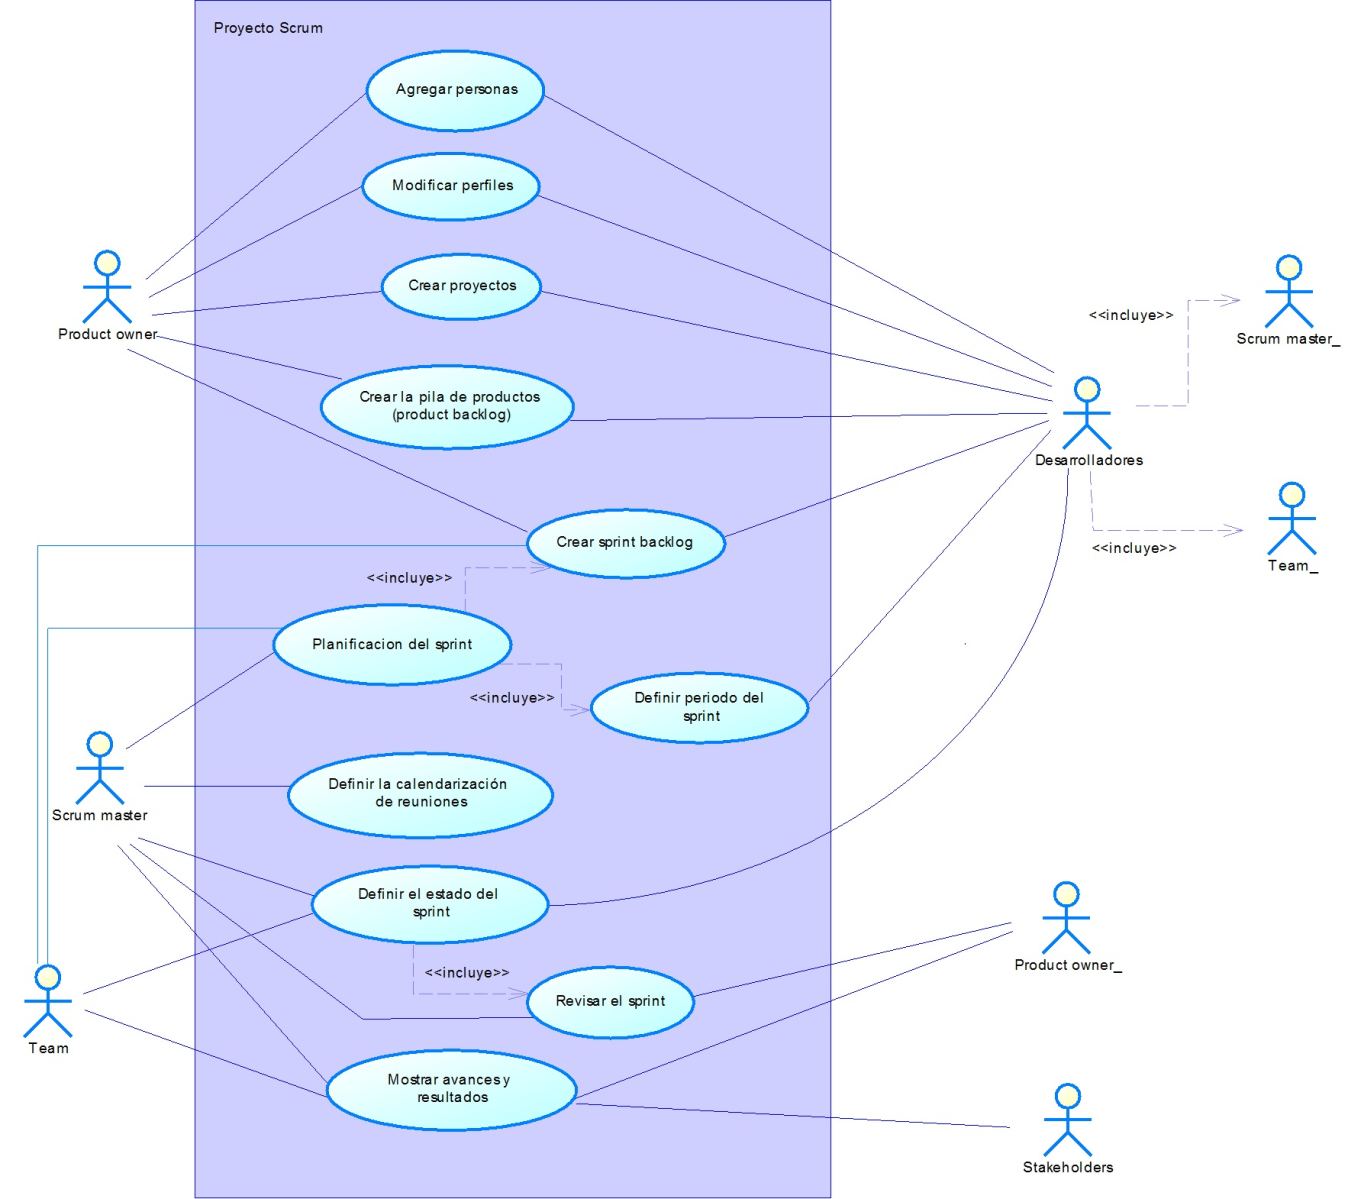 Proyecto Scrum
Agregar personas
Modificar perfiles
Crear proyectos
Product owner
<<incluye>>
Scrum master_
Crear la pila de productos
(product backlog)
Desarrolladores
Crear sprint backlog
<<incluye>>
Team_
<<incluye>>
Planificacion del sprint
<<incluye>>
Definir periodo del
sprint
Scrum master
Definir la calendarización
de reuniones
Definir el estado del
sprint
Product owner_
<<incluye>>
Revisar el sprint
Team
Mostrar avances y
resultados
Stakeholders